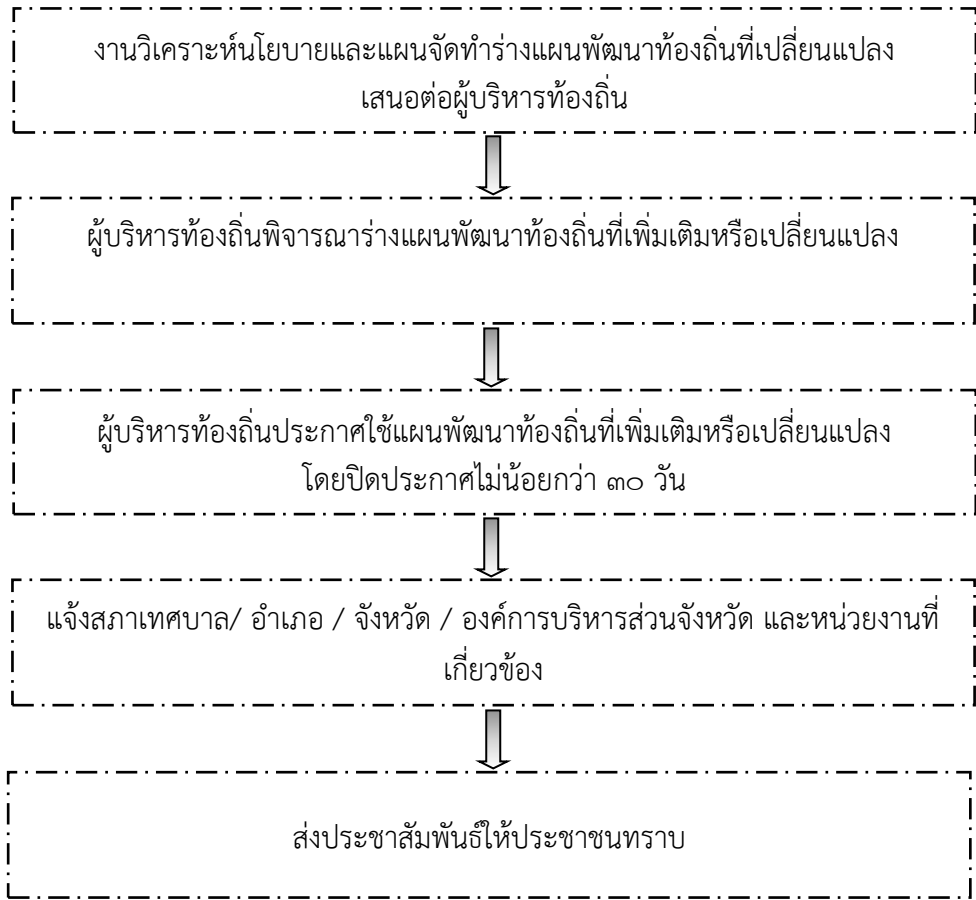 งานวิเคราะห์นโยบายและแผนจัดทำร่างแผนพัฒนาท้องถิ่นที่เปลี่ยนแปลง
เสนอต่อผู้บริหารท้องถิ่น
ผู้บริหารท้องถิ่นพิจารณาร่างแผนพัฒนาท้องถิ่นที่เพิ่มเติมหรือเปลี่ยนแปลง
ผู้บริหารท้องถิ่นประกาศใช้แผนพัฒนาท้องถิ่นที่เพิ่มเติมหรือเปลี่ยนแปลง
โดยปิดประกาศไม่น้อยกว่า ๓๐ วัน
แจ้งสภาเทศบาล/ อำเภอ / จังหวัด / องค์การบริหารส่วนจังหวัด และหน่วยงานที่
เกี่ยวข้อง
ส่งประชาสัมพันธ์ให้ประชาชนทราบ